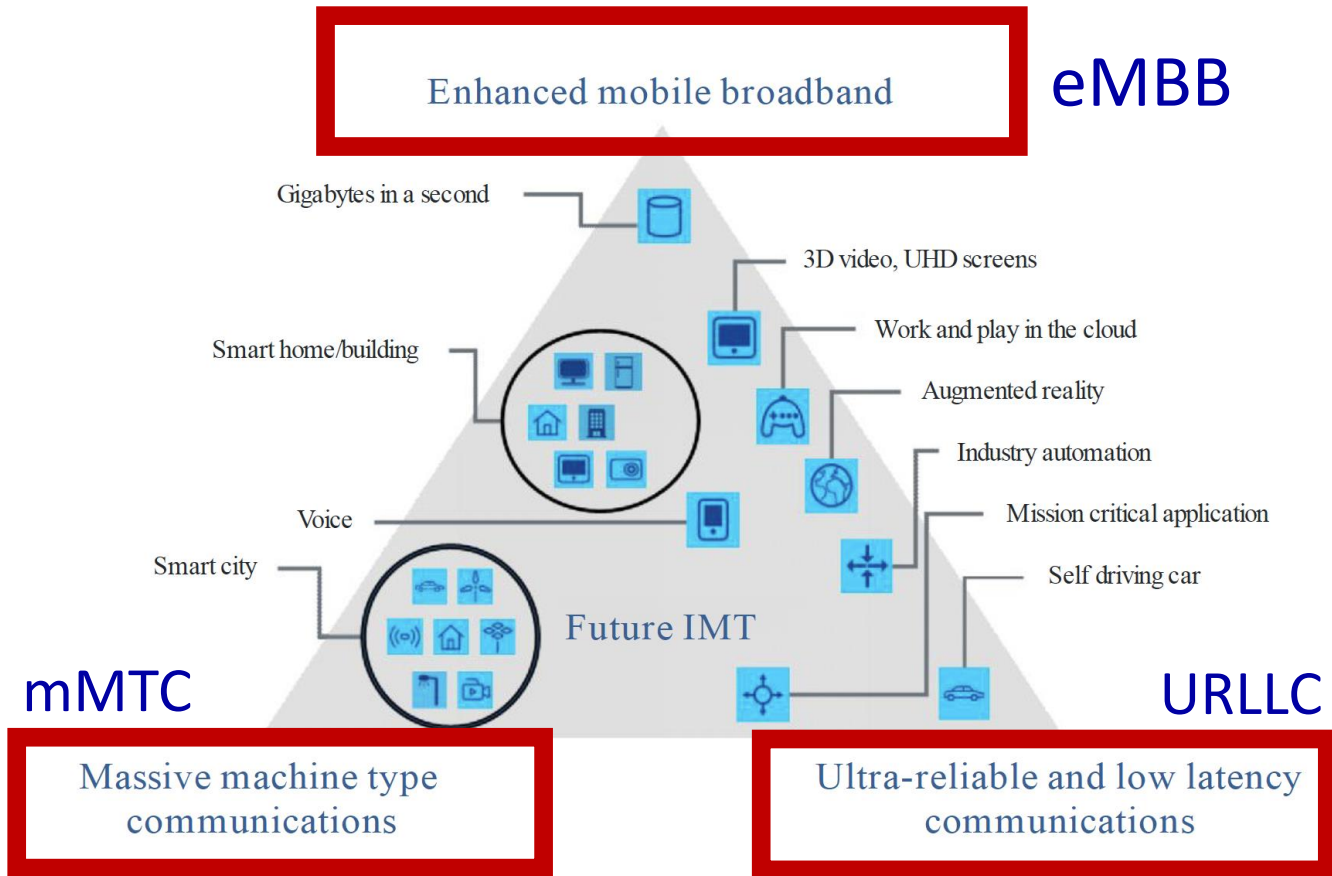 Enhanced mobile broadband
eMBB
Gigabytes in a second
3D video, UHD screens
Work and play in the cloud
Smart home/building
Augmented reality
Industry automation
Mission critical application
Voice
Smart city
Self driving car
Future IMT
mMTC
URLLC
Massive machine type
communications
Ultra-reliable and low latency
communications